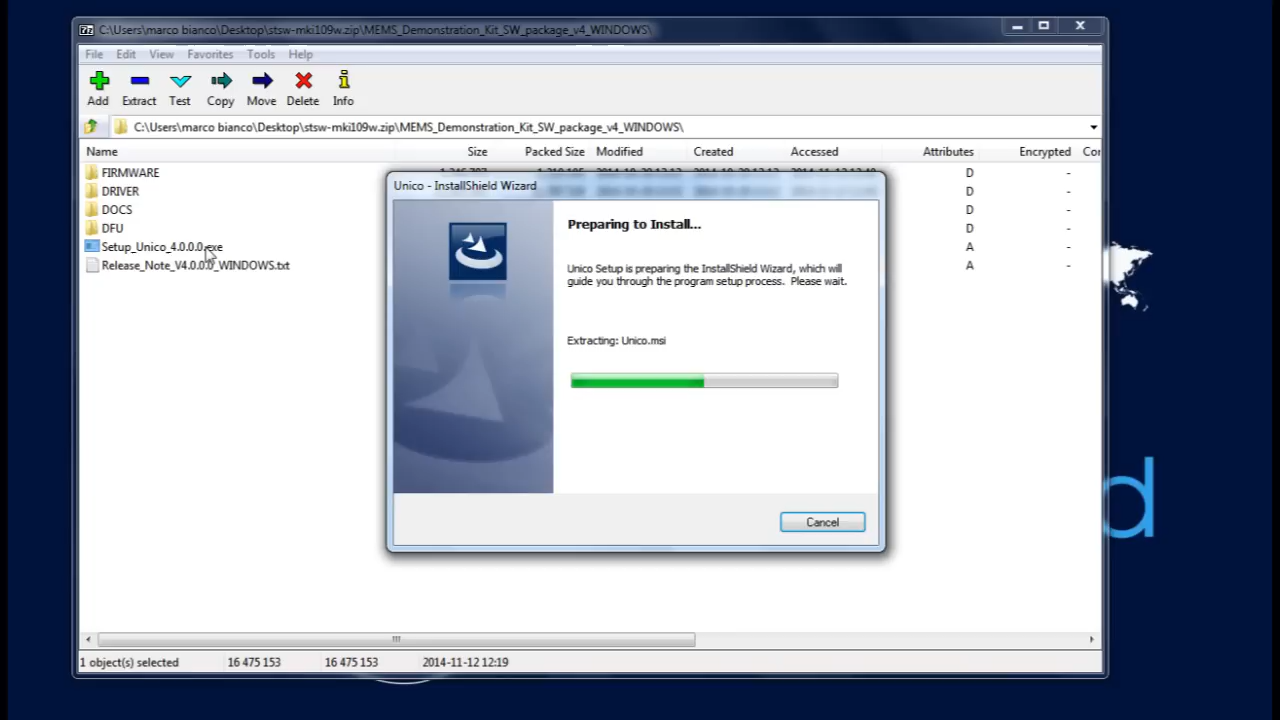 C:\Users\marco bianco\Desktop\stsw-mki109w.zip\MEMS_Demonstration_Kit_SW_package_v4_WINDOWS\
File Edit View Favorites Tools Help
Add Extract Test Copy Move Delete Info
C:\Users\marco bianco\Desktop\stsw-mki109w.zip\MEMS_Demonstration_Kit_SW_package_v4_WINDOWS\
Name Size Packed Size Modified Created Accessed Attributes Encrypted Cor
FIRMWARE D
DRIVER D
DOCS D
DFU D
Setup_Unico_4.0.0.0.exe A -
Release_Note_V4.0.0.0_WINDOWS.txt A -
Unico - InstallShield Wizard
Preparing to Install...
Unico Setup is preparing the InstallShield Wizard, which will
guide you through the program setup process. Please wait.
Extracting: Unico.msi
Cancel
d
1 object(s) selected 16 475 153 16 475 153 2014-11-12 12:19